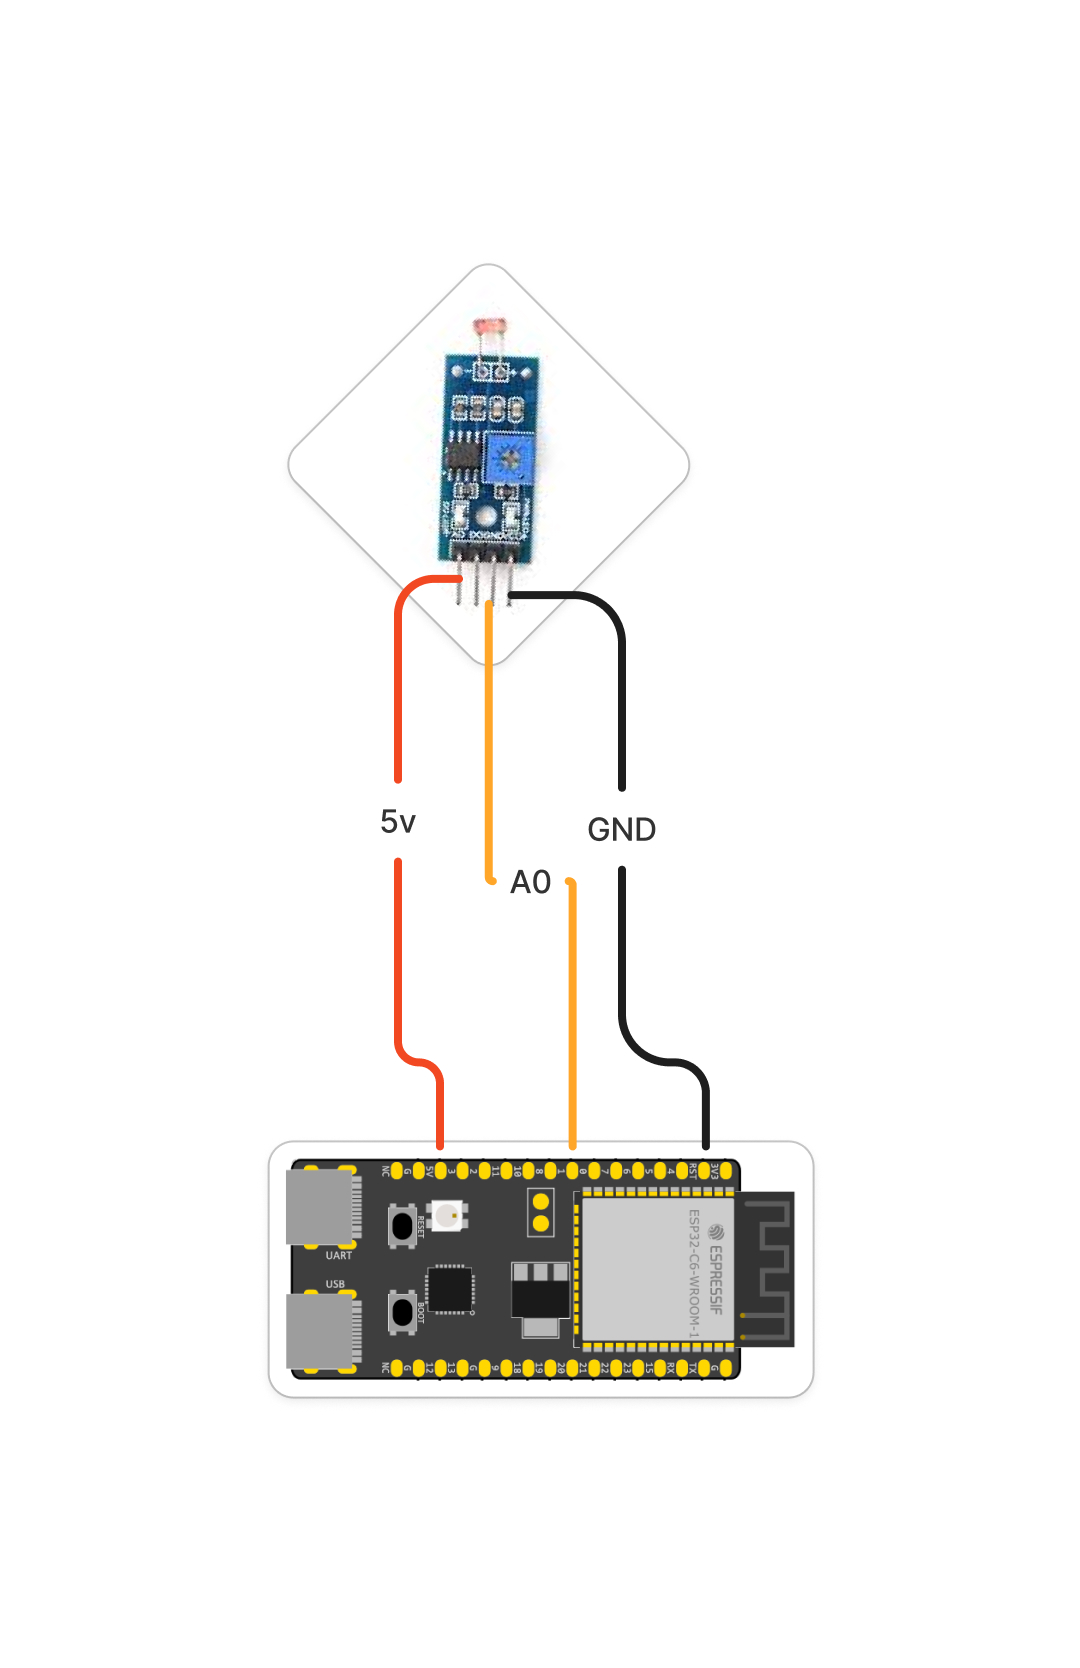 5v
GND
A0
NC
G
5V
3
2
11
10
8
1
0
7
6
5
4
RST
3V3
RESET
UART
USB
BOOT
ESP32-C6-WROOM-1
ESPRESSIF
NC
G
12
13
G
9
18
19
20
21
22
23
15
RX
TX
G